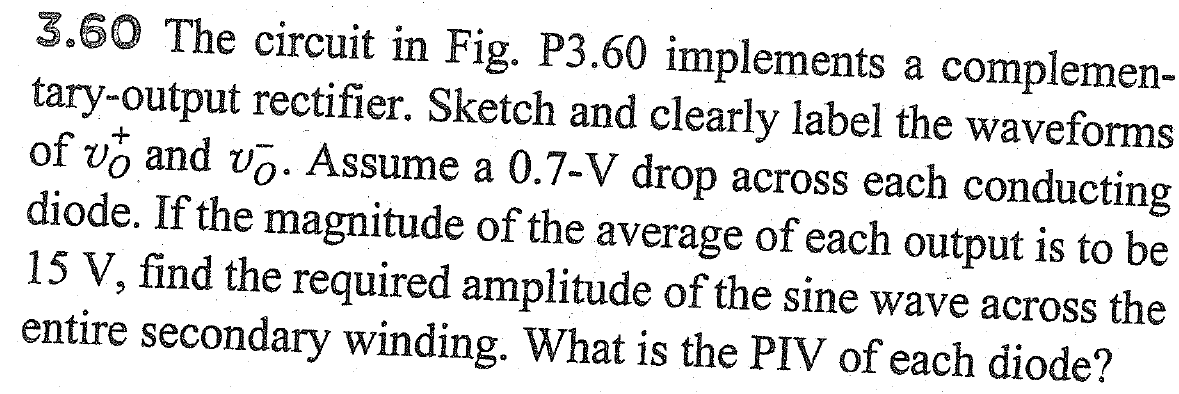 3.60 The circuit in Fig. P3.60 implements a complemen-
tary-output rectifier. Sketch and clearly label the waveforms
of v_O^+ and v_O^-. Assume a 0.7-V drop across each conducting
diode. If the magnitude of the average of each output is to be
15 V, find the required amplitude of the sine wave across the
entire secondary winding. What is the PIV of each diode?